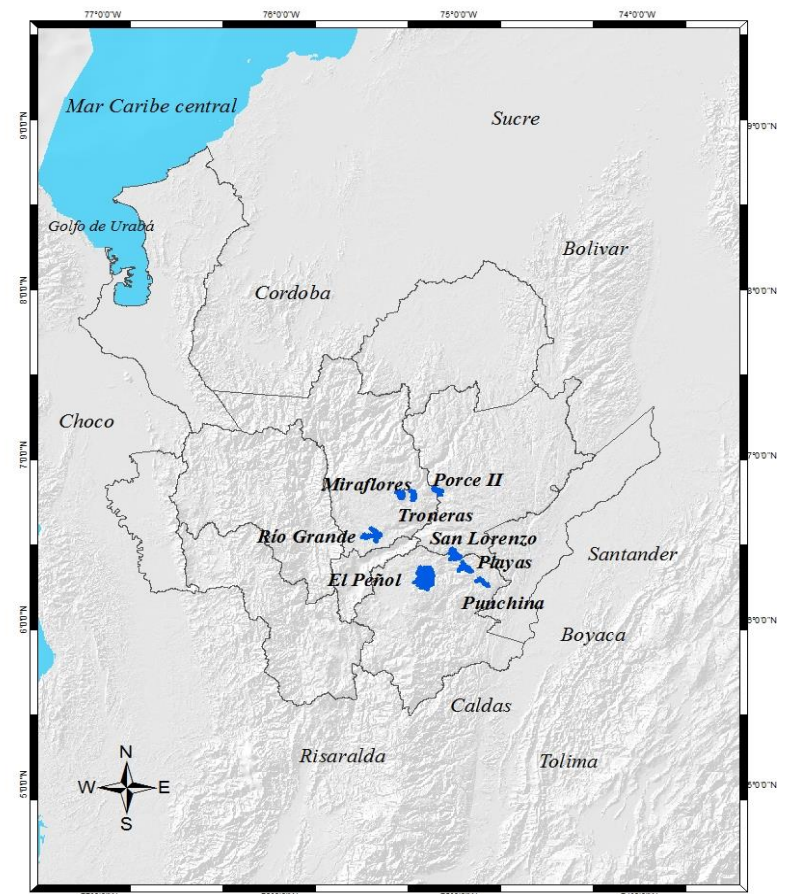 77°0'0"W 76°0'0"W 75°0'0"W 74°0'0"W
Mar Caribe central
Sucre
9°0'0"N 9°0'0"N
Golfo de Urabá
Bolivar
Cordoba
8°0'0"N 8°0'0"N
Choco
7°0'0"N 7°0'0"N
Miraflores Porce II
Troneras
Río Grande San Lorenzo
Santander
Playas
El Peñol
Punchina
6°0'0"N 6°0'0"N
Boyaca
Caldas
Risaralda Tolima
N
W E
S
5°0'0"N 5°0'0"N